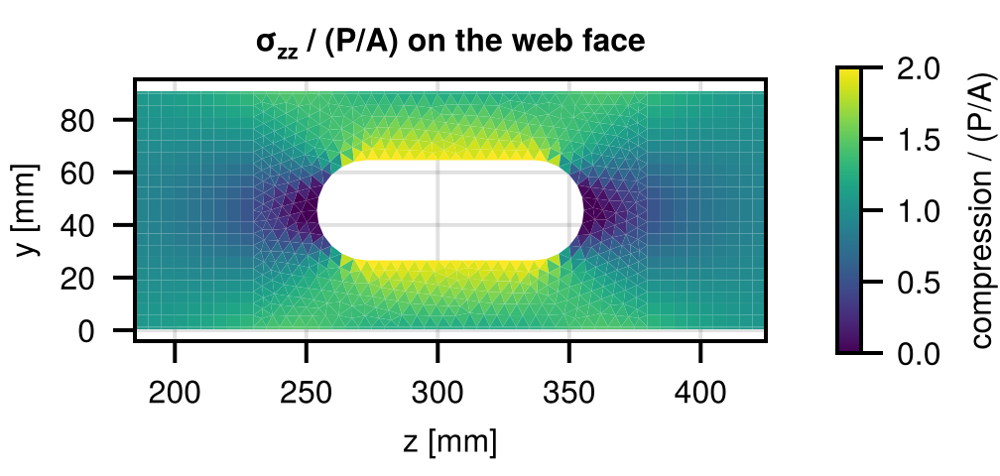 σzz / (P/A) on the web face
y [mm]
80
60
40
20
0
200 250 300 350 400
z [mm]
2.0
1.5
1.0
0.5
0.0
compression / (P/A)